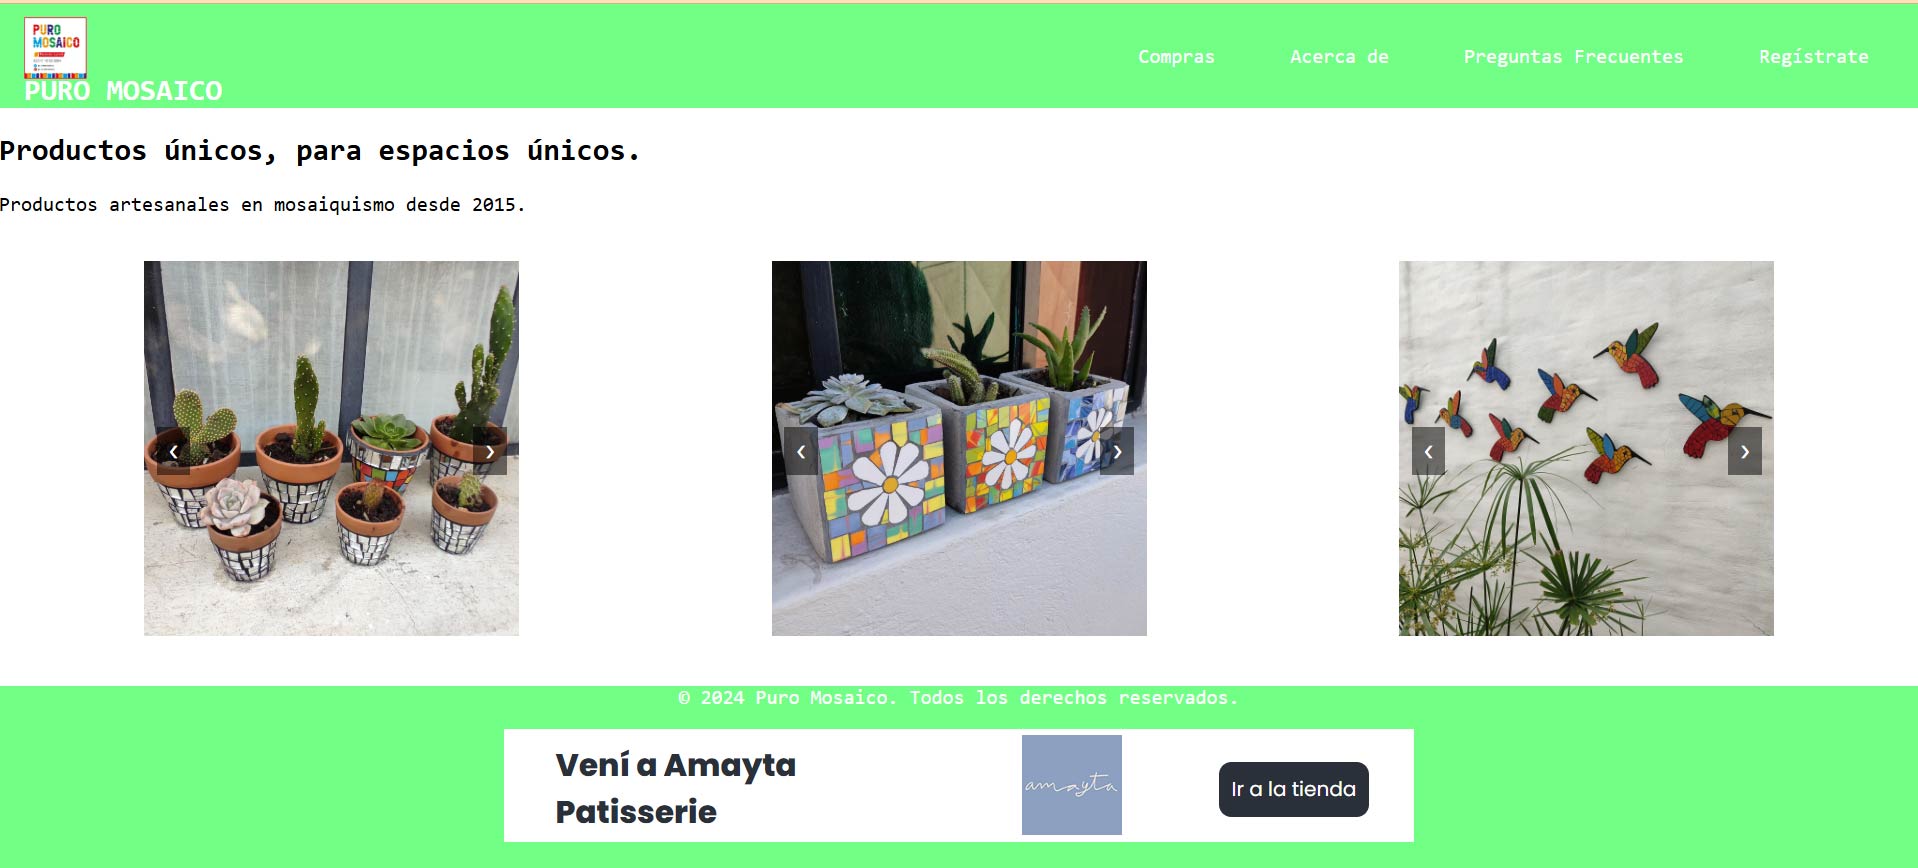 PURO
MOSAICO
PURO MOSAICO
Compras
Acerca de
Preguntas Frecuentes
Regístrate
Productos únicos, para espacios únicos.
Productos artesanales en mosaiquismo desde 2015.
‹ ›
‹ ›
‹ ›
© 2024 Puro Mosaico. Todos los derechos reservados.
Vení a Amayta
Patisserie
amayta
Ir a la tienda